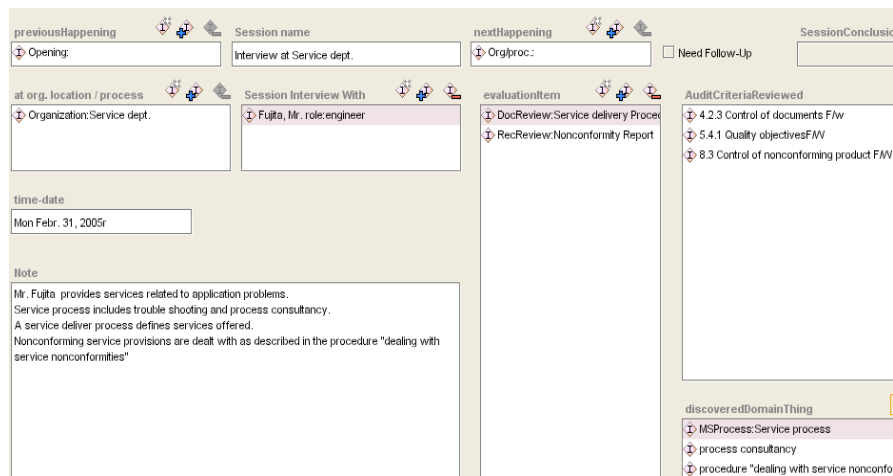 previousHappening
Opening:
Session name
Interview at Service dept.
nextHappening
Org/proc.:
Need Follow-Up
SessionConclusio
at org. location / process
Organization:Service dept.
Session Interview With
Fujita, Mr. role:engineer
evaluationItem
DocReview:Service delivery Proced
RecReview:Nonconformity Report
AuditCriteriaReviewed
4.2.3 Control of documents F/w
5.4.1 Quality objectivesF/W
8.3 Control of nonconforming product F/W
time-date
Mon Febr. 31, 2005r
Note
Mr. Fujita provides services related to application problems.
Service process includes trouble shooting and process consultancy.
A service deliver process defines services offered.
Nonconforming service provisions are dealt with as described in the procedure "dealing with
service nonconformities"
discoveredDomainThing
MSProcess:Service process
process consultancy
procedure "dealing with service nonconfo